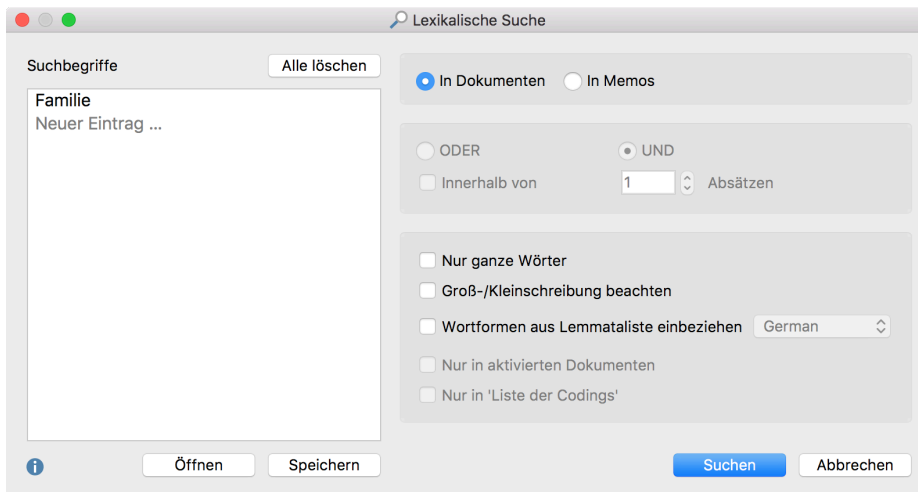 Lexikalische Suche
Suchbegriffe
Alle löschen
Familie
Neuer Eintrag ...
Öffnen
Speichern
In Dokumenten
In Memos
ODER
UND
Innerhalb von
1
Absätzen
Nur ganze Wörter
Groß-/Kleinschreibung beachten
Wortformen aus Lemmataliste einbeziehen
German
Nur in aktivierten Dokumenten
Nur in 'Liste der Codings'
Suchen
Abbrechen